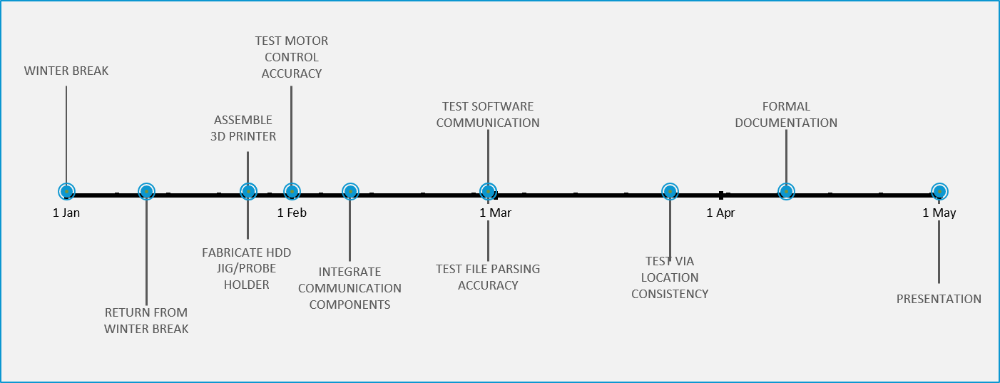 TEST MOTOR
CONTROL
ACCURACY
WINTER BREAK
ASSEMBLE
3D PRINTER
TEST SOFTWARE
COMMUNICATION
FORMAL
DOCUMENTATION
1 Jan
1 Feb
1 Mar
1 Apr
1 May
RETURN FROM
WINTER BREAK
FABRICATE HDD
JIG/PROBE
HOLDER
INTEGRATE
COMMUNICATION
COMPONENTS
TEST FILE PARSING
ACCURACY
TEST VIA
LOCATION
CONSISTENCY
PRESENTATION